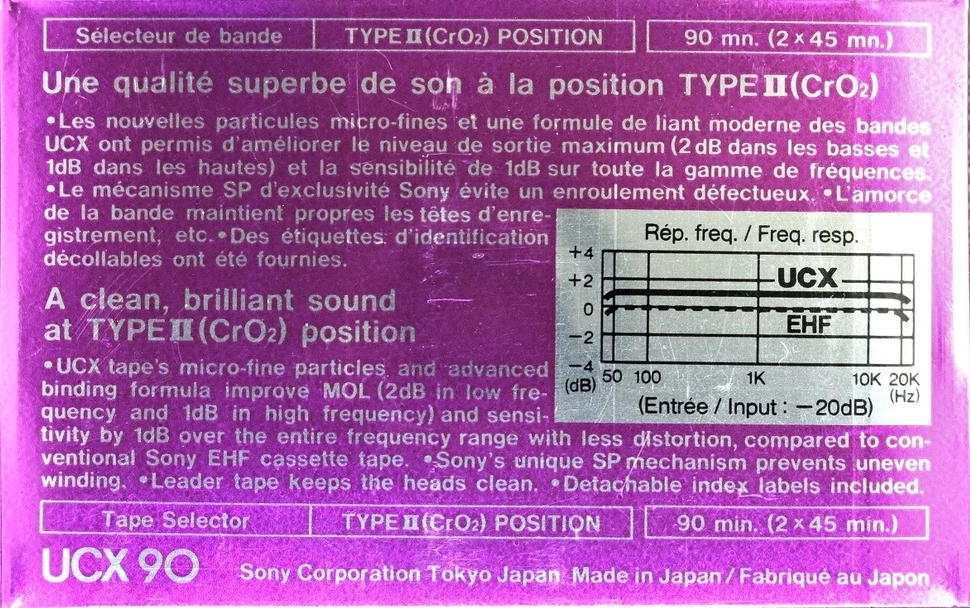 Sélecteur de bande TYPE II (CrO2) POSITION 90 mn. (2 × 45 mn.)
Une qualité superbe de son à la position TYPE II (CrO2)
•Les nouvelles particules micro-fines et une formule de liant moderne des bandes
UCX ont permis d'améliorer le niveau de sortie maximum (2 dB dans les basses et
1dB dans les hautes) et la sensibilité de 1dB sur toute la gamme de fréquences.
•Le mécanisme SP d'exclusivité Sony évite un enroulement défectueux. •L'amorce
de la bande maintient propres les têtes d'enre-
gistrement, etc. •Des étiquettes d'identification
décollables ont été fournies.
A clean, brilliant sound
at TYPE II (CrO2) position
•UCX tape's micro-fine particles and advanced
binding formula improve MOL (2dB in low fre-
quency and 1dB in high frequency) and sensi-
tivity by 1dB over the entire frequency range with less distortion, compared to con-
ventional Sony EHF cassette tape. •Sony's unique SP mechanism prevents uneven
winding. •Leader tape keeps the heads clean. •Detachable index labels included.
Rép. freq. / Freq. resp.
+4
+2
UCX
0
EHF
−2
−4
(dB) 50 100 1K 10K 20K
(Hz)
(Entrée / Input : −20dB)
Tape Selector TYPE II (CrO2) POSITION 90 min. (2 × 45 min.)
UCX 90 Sony Corporation Tokyo Japan Made in Japan / Fabriqué au Japon